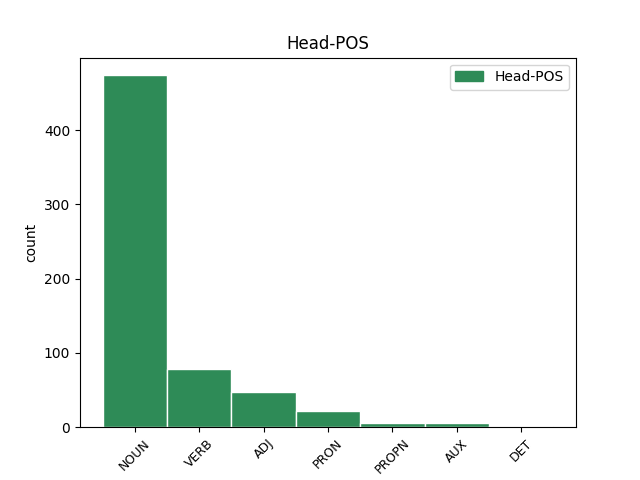 Head-POS
Head-POS
count
400
300
200
100
0
NOUN
VERB
ADJ
PRON
PROPN
AUX
DET